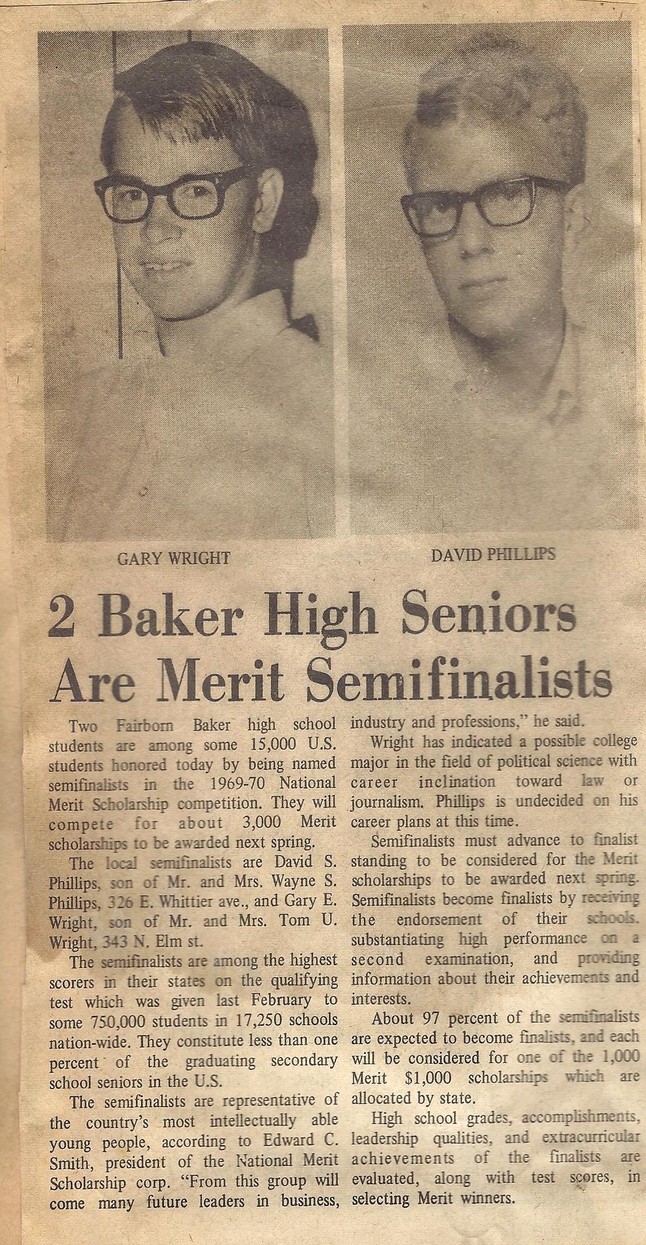 GARY WRIGHT
DAVID PHILLIPS
2 Baker High Seniors
Are Merit Semifinalists
Two Fairborn Baker high school
students are among some 15,000 U.S.
students honored today by being named
semifinalists in the 1969-70 National
Merit Scholarship competition. They will
compete for about 3,000 Merit
scholarships to be awarded next spring.
The local semifinalists are David S.
Phillips, son of Mr. and Mrs. Wayne S.
Phillips, 326 E. Whittier ave., and Gary E.
Wright, son of Mr. and Mrs. Tom U.
Wright, 343 N. Elm st.
The semifinalists are among the highest
scorers in their states on the qualifying
test which was given last February to
some 750,000 students in 17,250 schools
nation-wide. They constitute less than one
percent of the graduating secondary
school seniors in the U.S.
The semifinalists are representative of
the country's most intellectually able
young people, according to Edward C.
Smith, president of the National Merit
Scholarship corp. "From this group will
come many future leaders in business,
industry and professions," he said.
Wright has indicated a possible college
major in the field of political science with
career inclination toward law or
journalism. Phillips is undecided on his
career plans at this time.
Semifinalists must advance to finalist
standing to be considered for the Merit
scholarships to be awarded next spring.
Semifinalists become finalists by receiving
the endorsement of their schools.
substantiating high performance on a
second examination, and providing
information about their achievements and
interests.
About 97 percent of the semifinalists
are expected to become finalists, and each
will be considered for one of the 1,000
Merit $1,000 scholarships which are
allocated by state.
High school grades, accomplishments,
leadership qualities, and extracurricular
achievements of the finalists are
evaluated, along with test scores, in
selecting Merit winners.